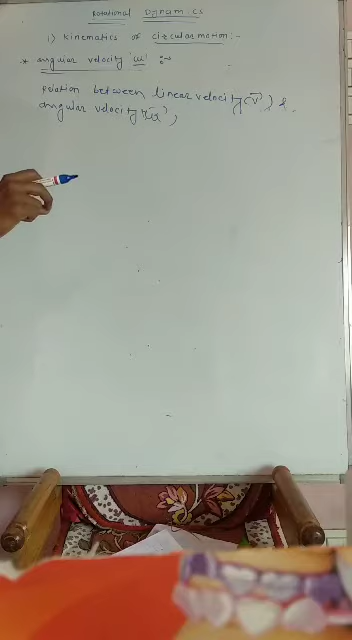 Rotational Dynamics
1) Kinematics of circular motion:-
* angular velocity 'ω' :-
Relation between linear velocity (v⃗) &
angular velocity 'ω⃗',